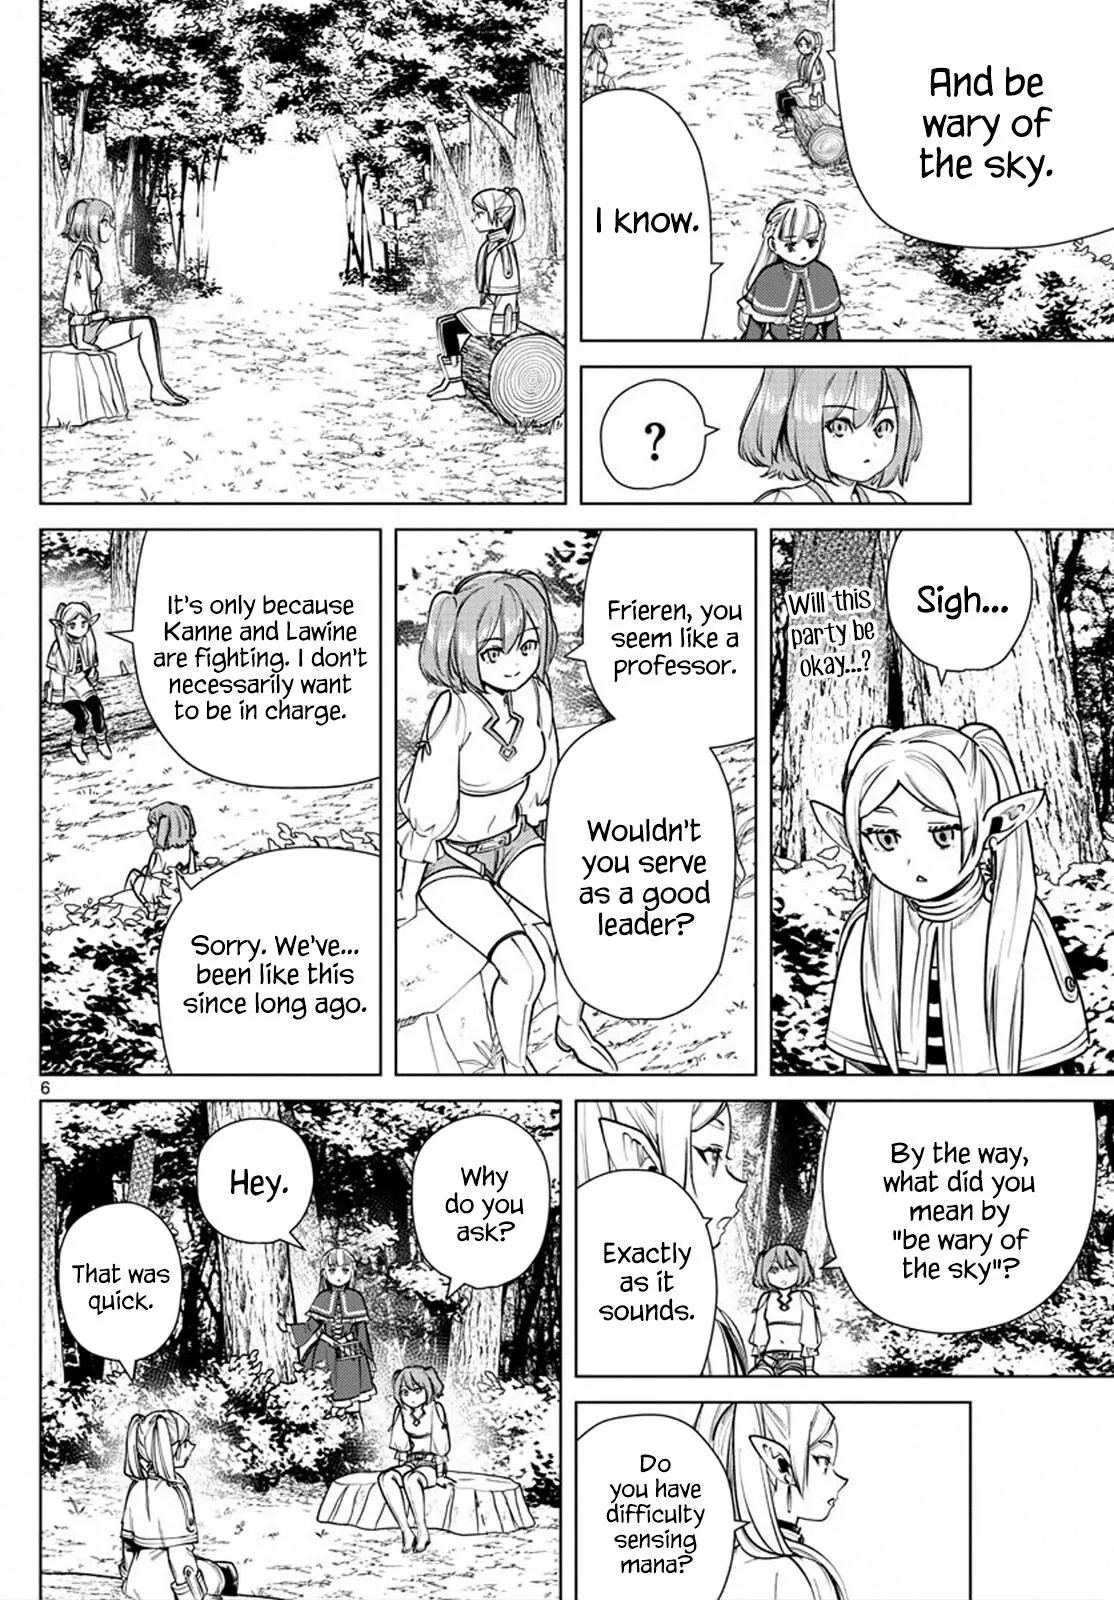 And be
wary of
the sky.
I know.
?
Sigh...
Will this
party be
okay...?
Frieren, you
seem like a
professor.
Wouldn't
you serve
as a good
leader?
It's only because
Kanne and Lawine
are fighting. I don't
necessarily want
to be in charge.
Sorry. We've...
been like this
since long ago.
6
By the way,
what did you
mean by
"be wary of
the sky"?
Exactly
as it
sounds.
Do
you have
difficulty
sensing
mana?
Why
do you
ask?
Hey.
That was
quick.